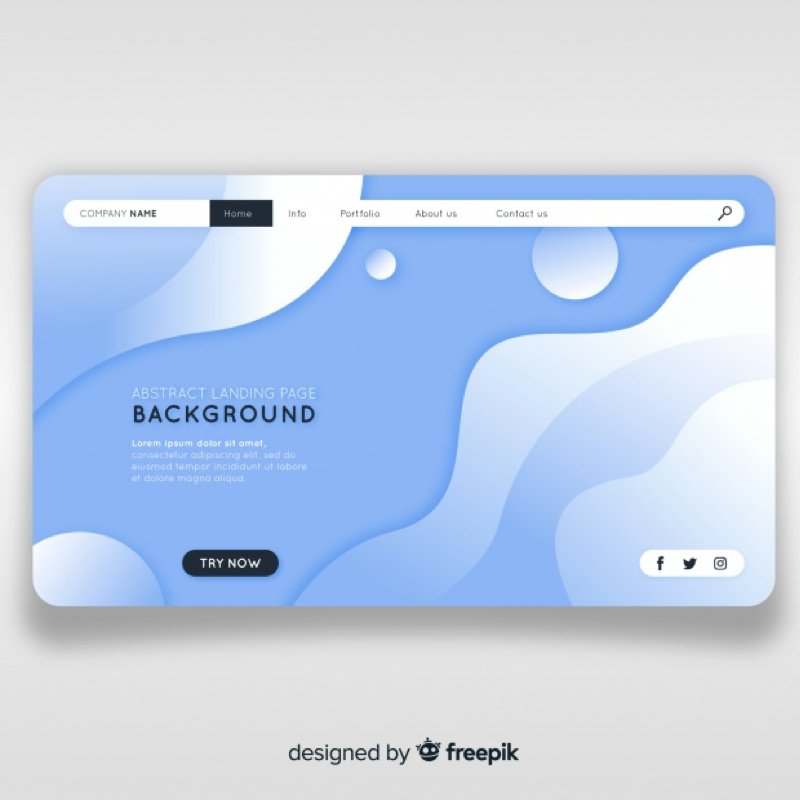 COMPANY NAME Home Info Portfolio About us Contact us
ABSTRACT LANDING PAGE
BACKGROUND
Lorem ipsum dolor sit amet,
consectetur adipiscing elit, sed do
eiusmod tempor incididunt ut labore
et dolore magna aliqua.
TRY NOW
designed by freepik